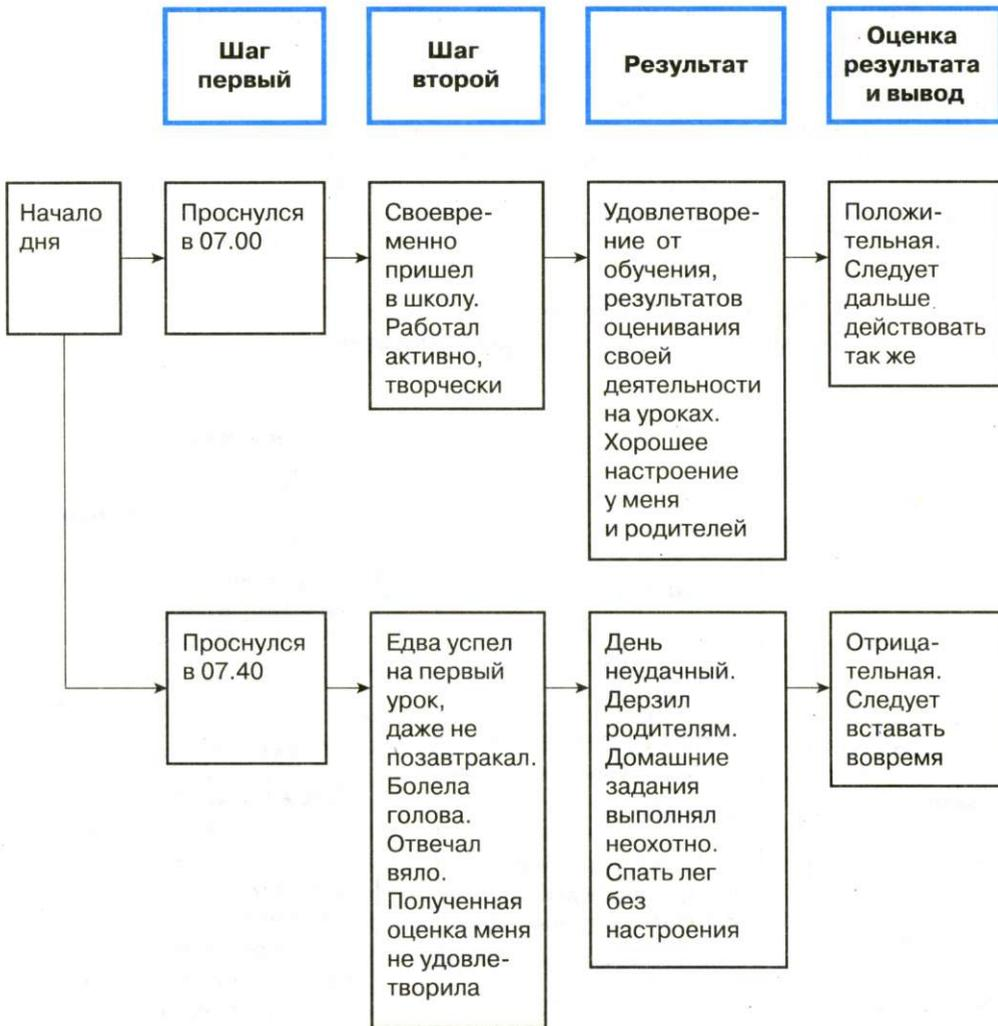 Шаг
первый
Шаг
второй
Результат
Оценка
результата
и вывод
Начало
дня
Проснулся
в 07.00
Своевре-
менно
пришел
в школу.
Работал
активно,
творчески
Удовлетворе-
ние от
обучения,
результатов
оценивания
своей
деятельности
на уроках.
Хорошее
настроение
у меня
и родителей
Положи-
тельная.
Следует
дальше
действовать
так же
Проснулся
в 07.40
Едва успел
на первый
урок,
даже не
позавтракал.
Болела
голова.
Отвечал
вяло.
Полученная
оценка меня
не удовле-
творила
День
неудачный.
Дерзил
родителям.
Домашние
задания
выполнял
неохотно.
Спать лег
без
настроения
Отрица-
тельная.
Следует
вставать
вовремя